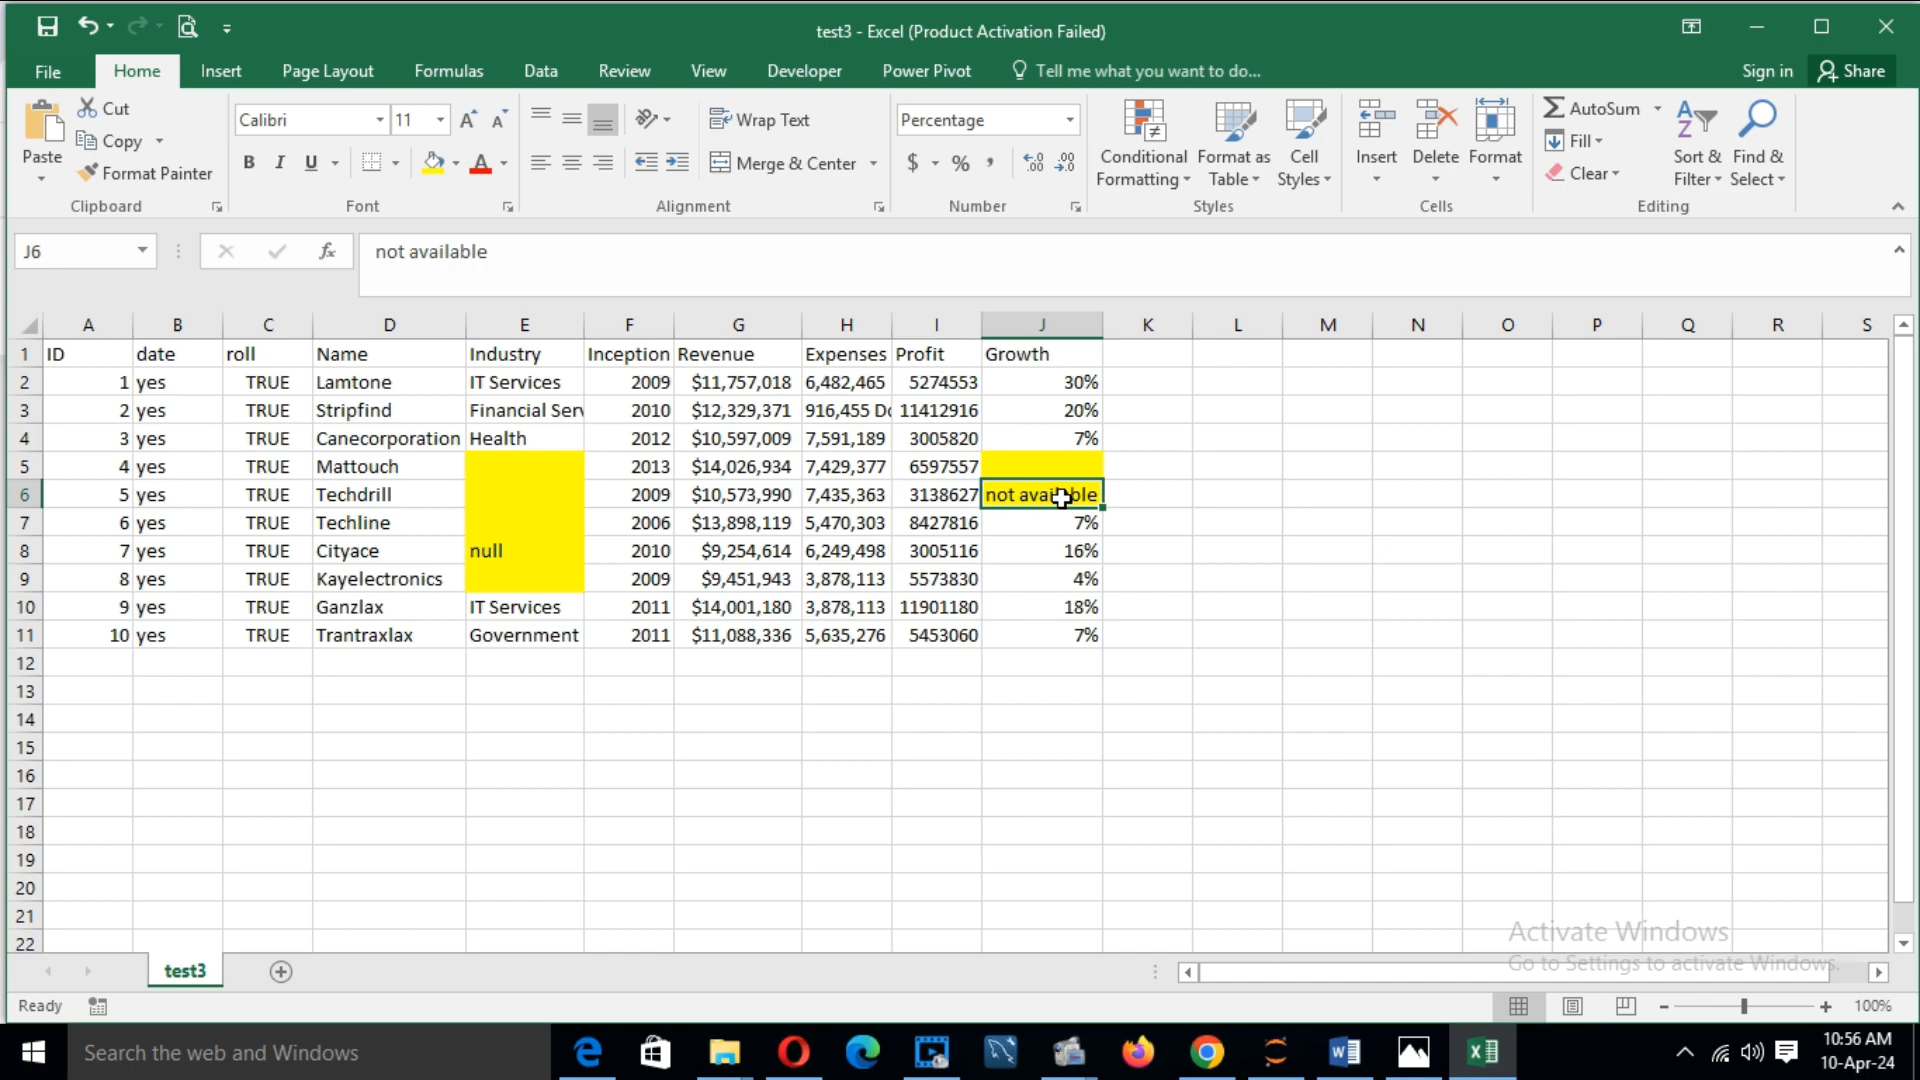 test3 - Excel (Product Activation Failed)
File Home Insert Page Layout Formulas Data Review View Developer Power Pivot Tell me what you want to do... Sign in Share
Paste Cut Copy Format Painter Clipboard
Calibri 11 B I U A Font
Wrap Text Merge & Center Alignment
Percentage $ % , Number
Conditional Formatting Format as Table Cell Styles Styles
Insert Delete Format Cells
AutoSum Fill Clear Sort & Filter Find & Select Editing
J6 fx not available
A B C D E F G H I J K L M N O P Q R S
1 ID date roll Name Industry Inception Revenue Expenses Profit Growth
2 1 yes TRUE Lamtone IT Services 2009 $11,757,018 6,482,465 5274553 30%
3 2 yes TRUE Stripfind Financial Serv 2010 $12,329,371 916,455 Do 11412916 20%
4 3 yes TRUE Canecorporation Health 2012 $10,597,009 7,591,189 3005820 7%
5 4 yes TRUE Mattouch 2013 $14,026,934 7,429,377 6597557
6 5 yes TRUE Techdrill 2009 $10,573,990 7,435,363 3138627 not available
7 6 yes TRUE Techline 2006 $13,898,119 5,470,303 8427816 7%
8 7 yes TRUE Cityace null 2010 $9,254,614 6,249,498 3005116 16%
9 8 yes TRUE Kayelectronics 2009 $9,451,943 3,878,113 5573830 4%
10 9 yes TRUE Ganzlax IT Services 2011 $14,001,180 3,878,113 11901180 18%
11 10 yes TRUE Trantraxlax Government 2011 $11,088,336 5,635,276 5453060 7%
12
13
14
15
16
17
18
19
20
21
22
Activate Windows
Go to Settings to activate Windows.
test3
Ready 100%
Search the web and Windows
10:56 AM
10-Apr-24